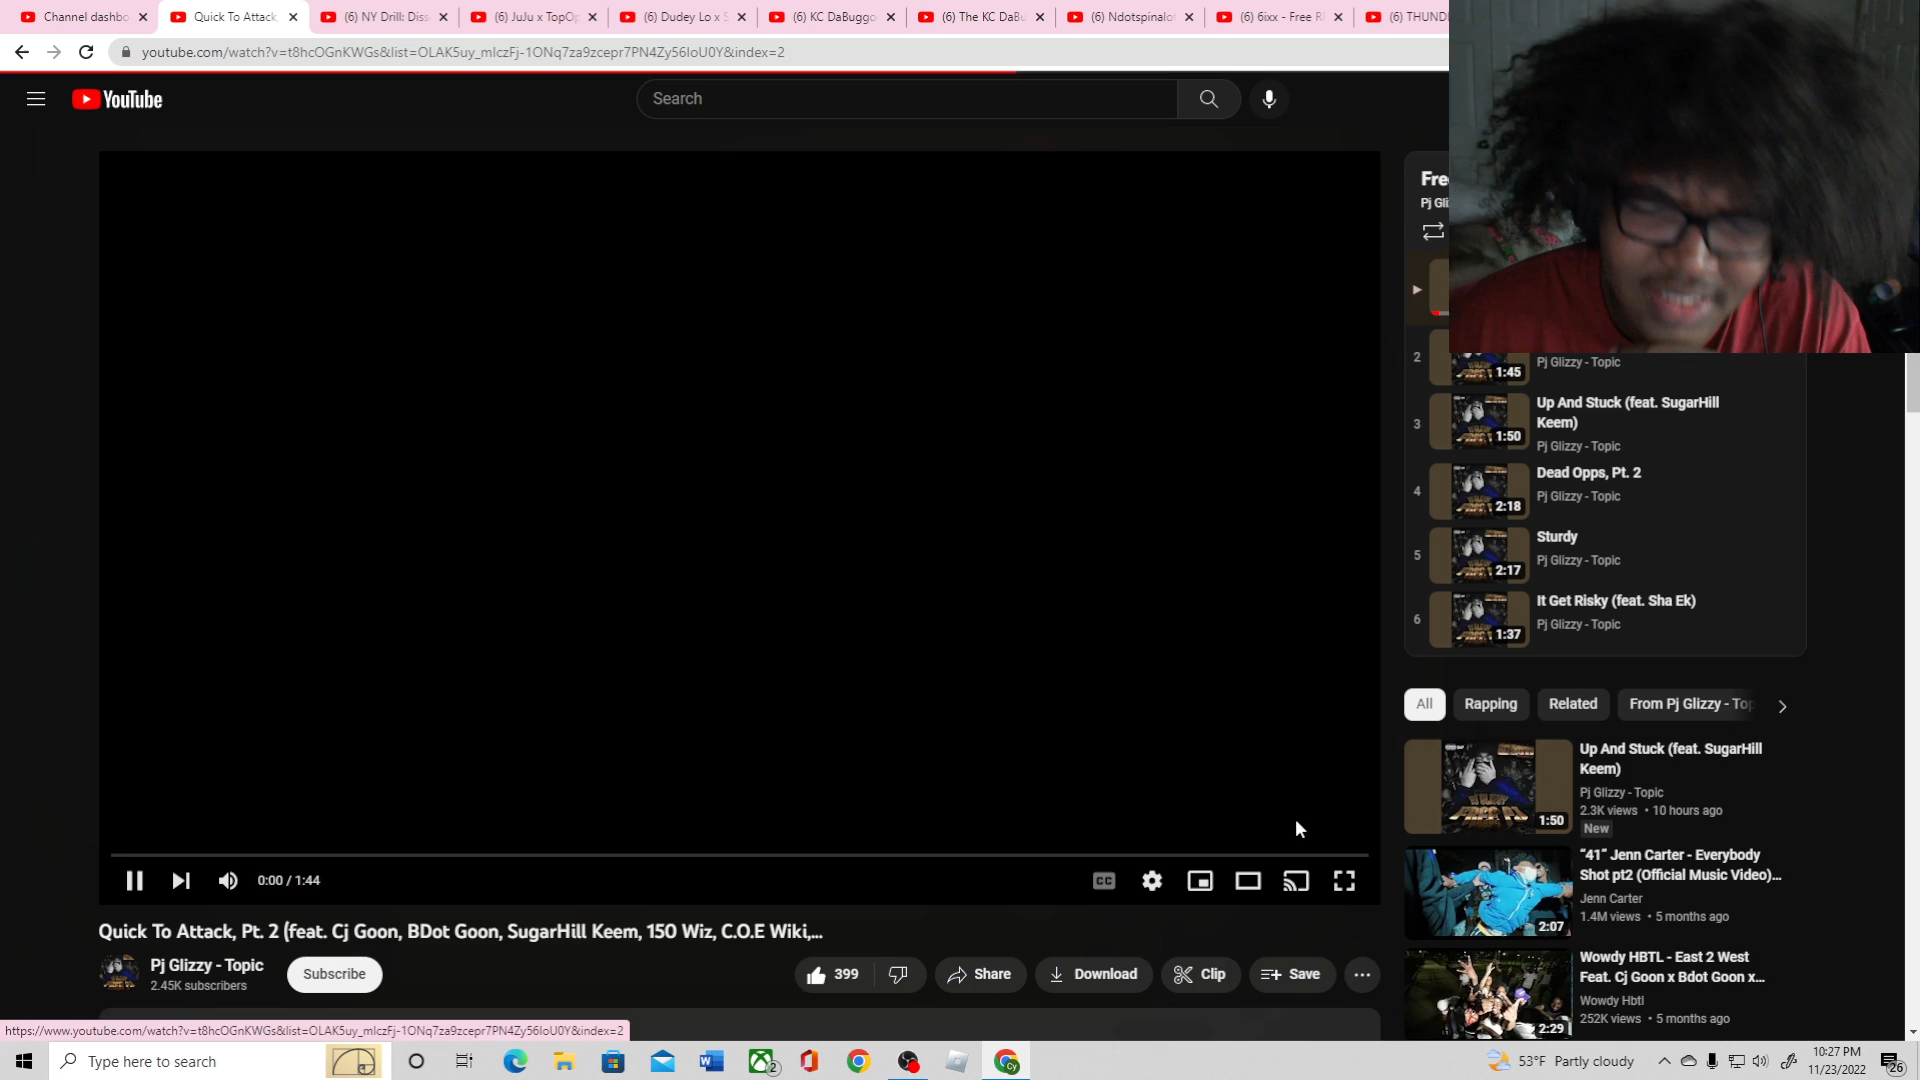 Channel dashbo
Quick To Attack,
(6) NY Drill: Diss
(6) JuJu x TopOp
(6) Dudey Lo x S
(6) KC DaBuggo
(6) The KC DaBu
(6) Ndotspinalo
(6) 6ixx - Free R
(6) THUND
youtube.com/watch?v=t8hcOGnKWGs&list=OLAK5uy_mIczFj-1ONq7za9zcepr7PN4Zy56IoU0Y&index=2
YouTube
Search
Fre
Pj Gli
2
1:45
Pj Glizzy - Topic
3
1:50
Up And Stuck (feat. SugarHill
Keem)
Pj Glizzy - Topic
4
2:18
Dead Opps, Pt. 2
Pj Glizzy - Topic
5
2:17
Sturdy
Pj Glizzy - Topic
6
1:37
It Get Risky (feat. Sha Ek)
Pj Glizzy - Topic
All
Rapping
Related
From Pj Glizzy - Top
1:50
Up And Stuck (feat. SugarHill
Keem)
Pj Glizzy - Topic
2.3K views • 10 hours ago
New
2:07
"41" Jenn Carter - Everybody
Shot pt2 (Official Music Video)...
Jenn Carter
1.4M views • 5 months ago
2:29
Wowdy HBTL - East 2 West
Feat. Cj Goon x Bdot Goon x...
Wowdy Hbtl
252K views • 5 months ago
0:00 / 1:44
CC
Quick To Attack, Pt. 2 (feat. Cj Goon, BDot Goon, SugarHill Keem, 150 Wiz, C.O.E Wiki,...
Pj Glizzy - Topic
2.45K subscribers
Subscribe
399
Share
Download
Clip
Save
https://www.youtube.com/watch?v=t8hcOGnKWGs&list=OLAK5uy_mIczFj-1ONq7za9zcepr7PN4Zy56IoU0Y&index=2
Type here to search
2
53°F Partly cloudy
10:27 PM
11/23/2022
26